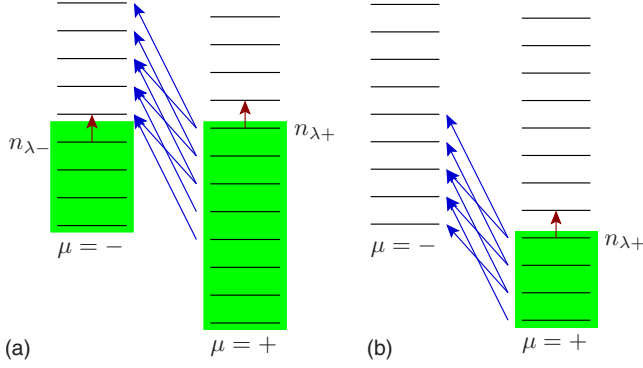 n_{λ−}
n_{λ+}
μ = −
μ = +
(a)
n_{λ+}
μ = −
μ = +
(b)